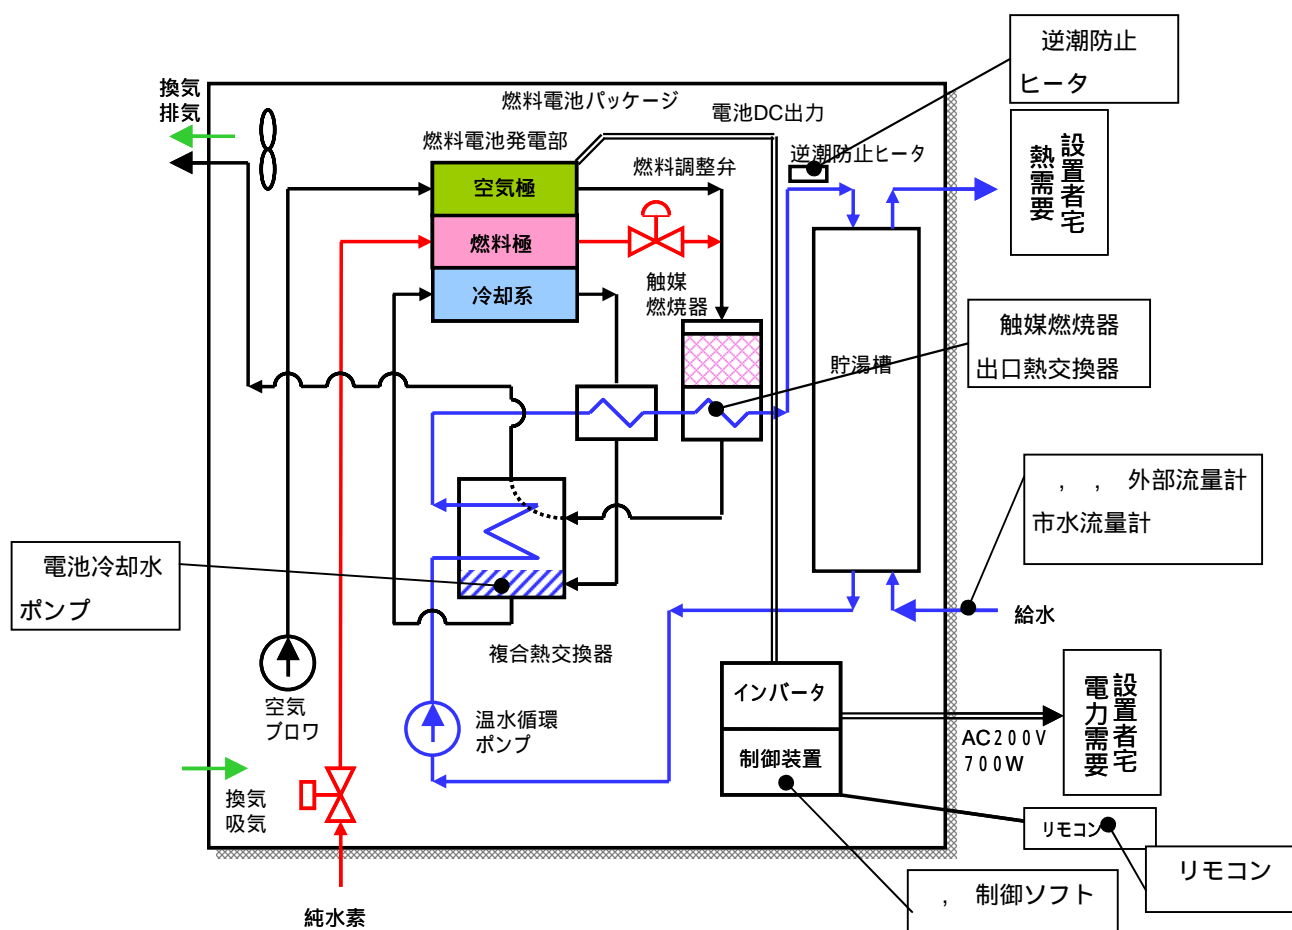 逆潮防止
ヒータ
換気
排気
燃料電池パッケージ
電池DC出力
燃料電池発電部
燃料調整弁
逆潮防止ヒータ
設置者宅
熱需要
空気極
燃料極
冷却系
触媒
燃焼器
触媒燃焼器
出口熱交換器
貯湯槽
, , 外部流量計
市水流量計
電池冷却水
ポンプ
給水
複合熱交換器
インバータ
設置者宅
電力需要
空気
ブロワ
温水循環
ポンプ
AC200V
700W
制御装置
換気
吸気
リモコン
リモコン
, 制御ソフト
純水素